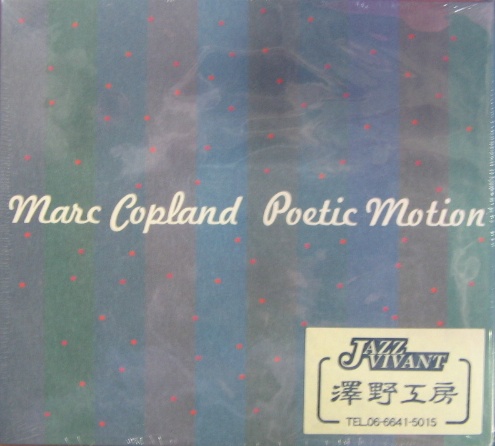 Marc Copland Poetic Motion
JAZZ
VIVANT
澤野工房
TEL.06-6641-5015